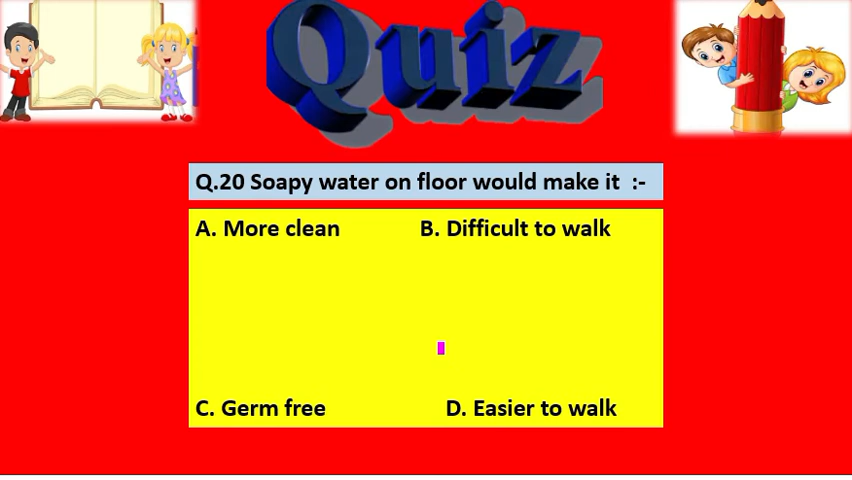 Quiz
Q.20 Soapy water on floor would make it :-
A. More clean B. Difficult to walk
C. Germ free D. Easier to walk